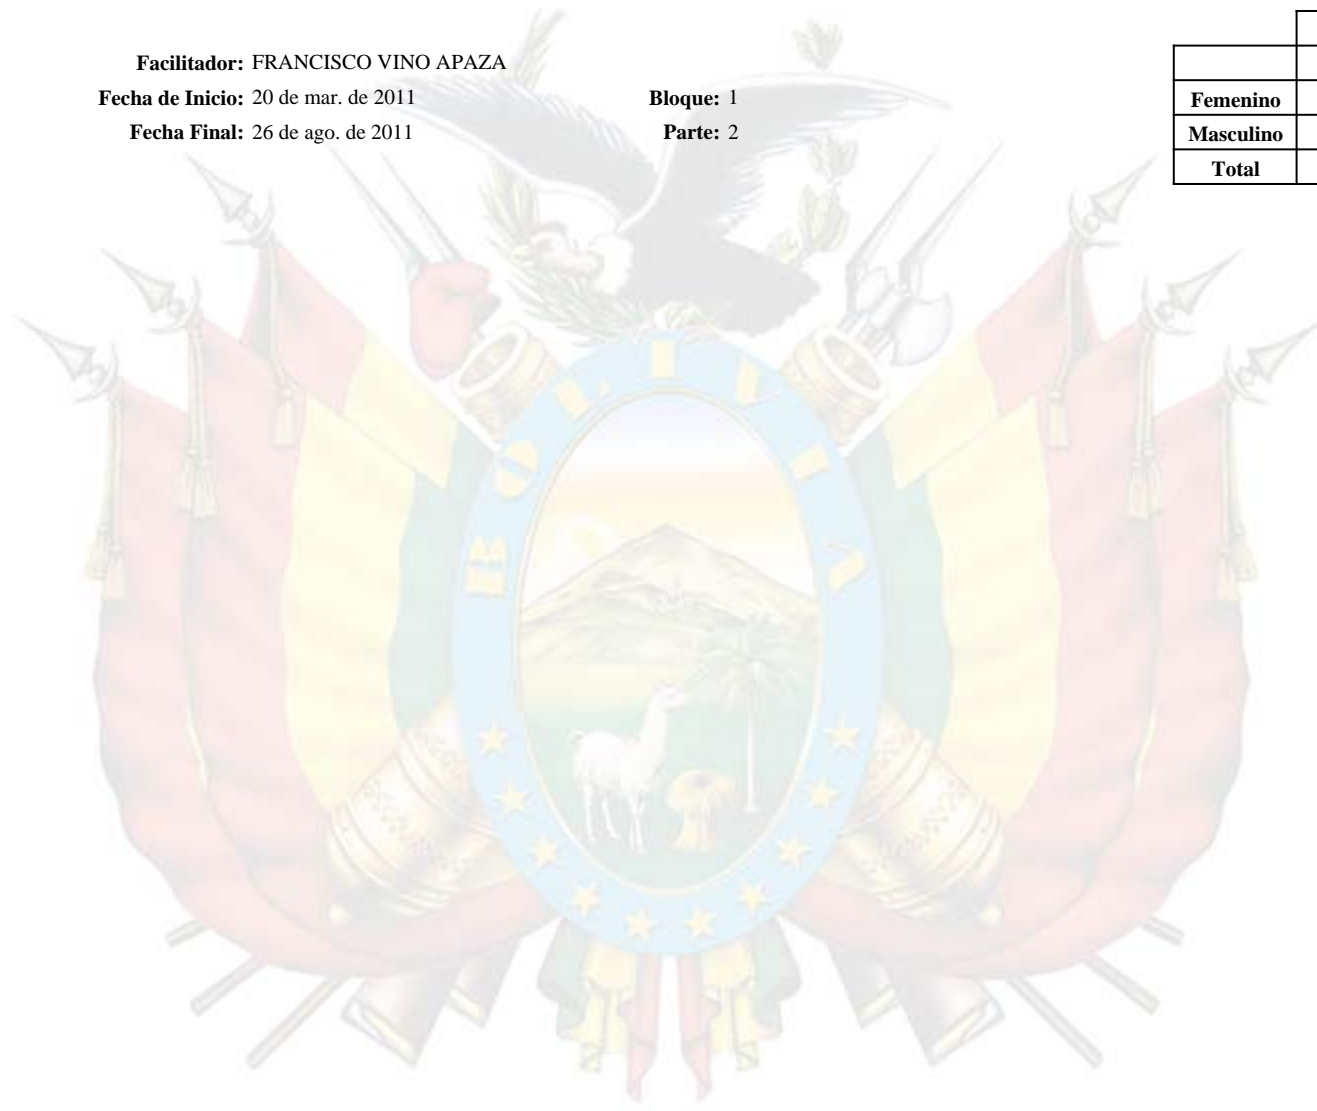 Facilitador: FRANCISCO VINO APAZA
Fecha de Inicio: 20 de mar. de 2011 Bloque: 1
Fecha Final: 26 de ago. de 2011 Parte: 2
Femenino
Masculino
Total
BOLIVIA